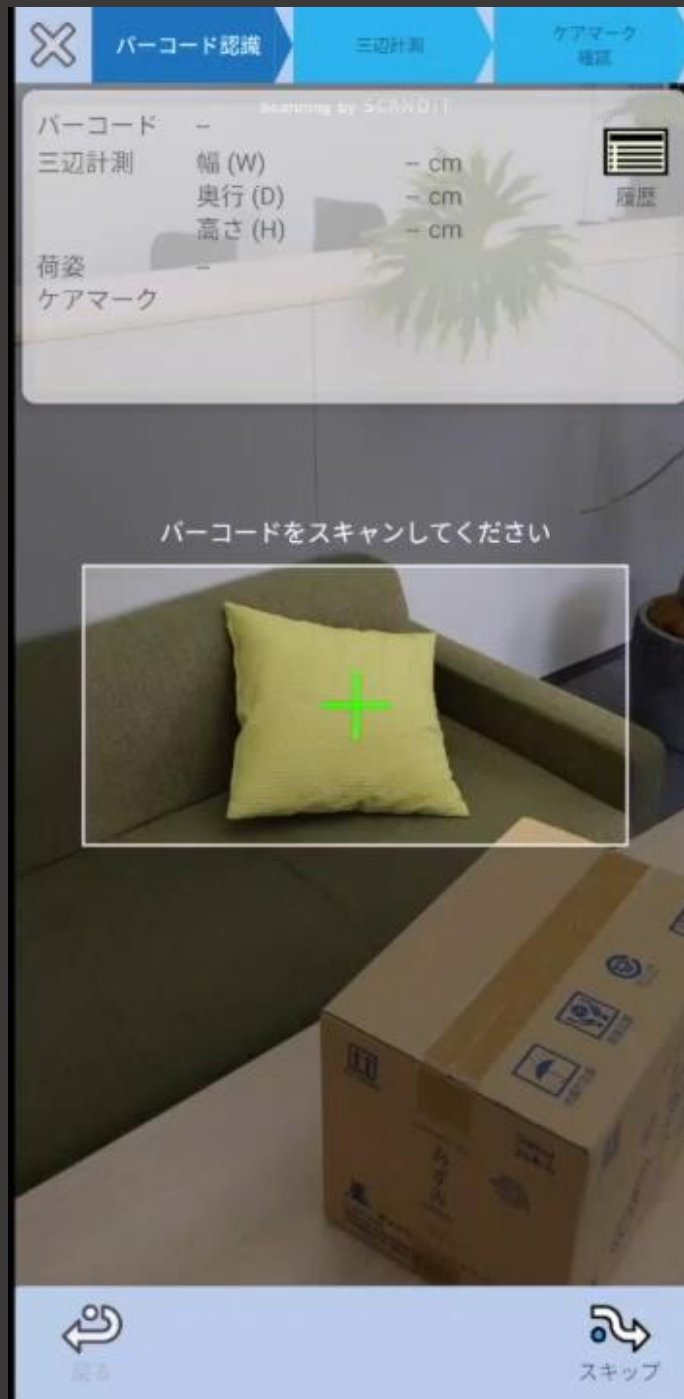 バーコード認識
三辺計測
ケアマーク
確認
Scanning by SCANDIT
バーコード --
三辺計測 幅 (W) -- cm
奥行 (D) -- cm
高さ (H) -- cm
履歴
荷姿 --
ケアマーク
バーコードをスキャンしてください
戻る
スキップ